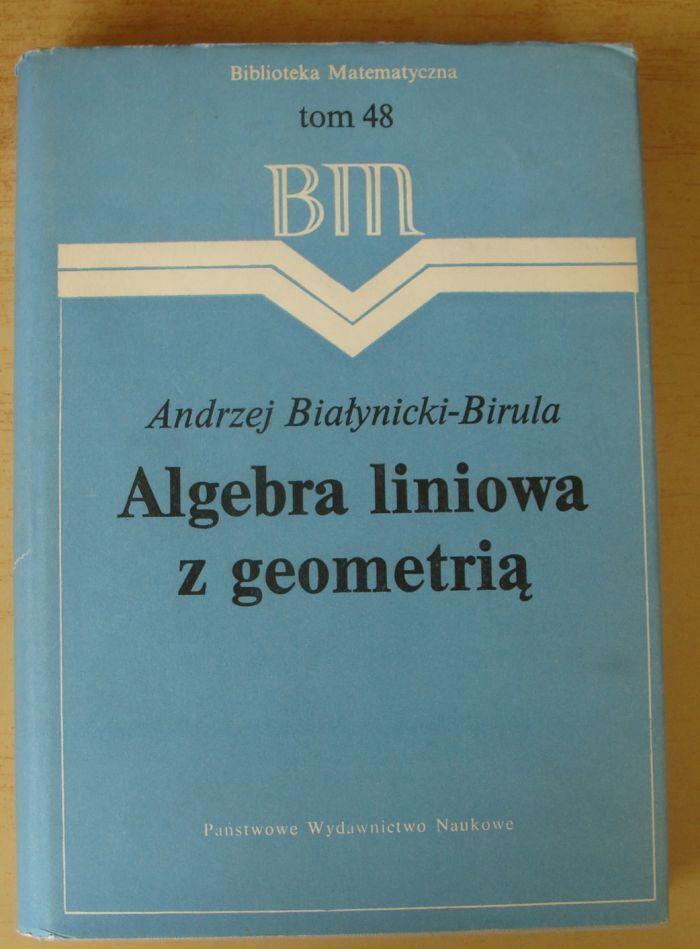 Biblioteka Matematyczna
tom 48
BM
Andrzej Białynicki-Birula
Algebra liniowa
z geometrią
Państwowe Wydawnictwo Naukowe